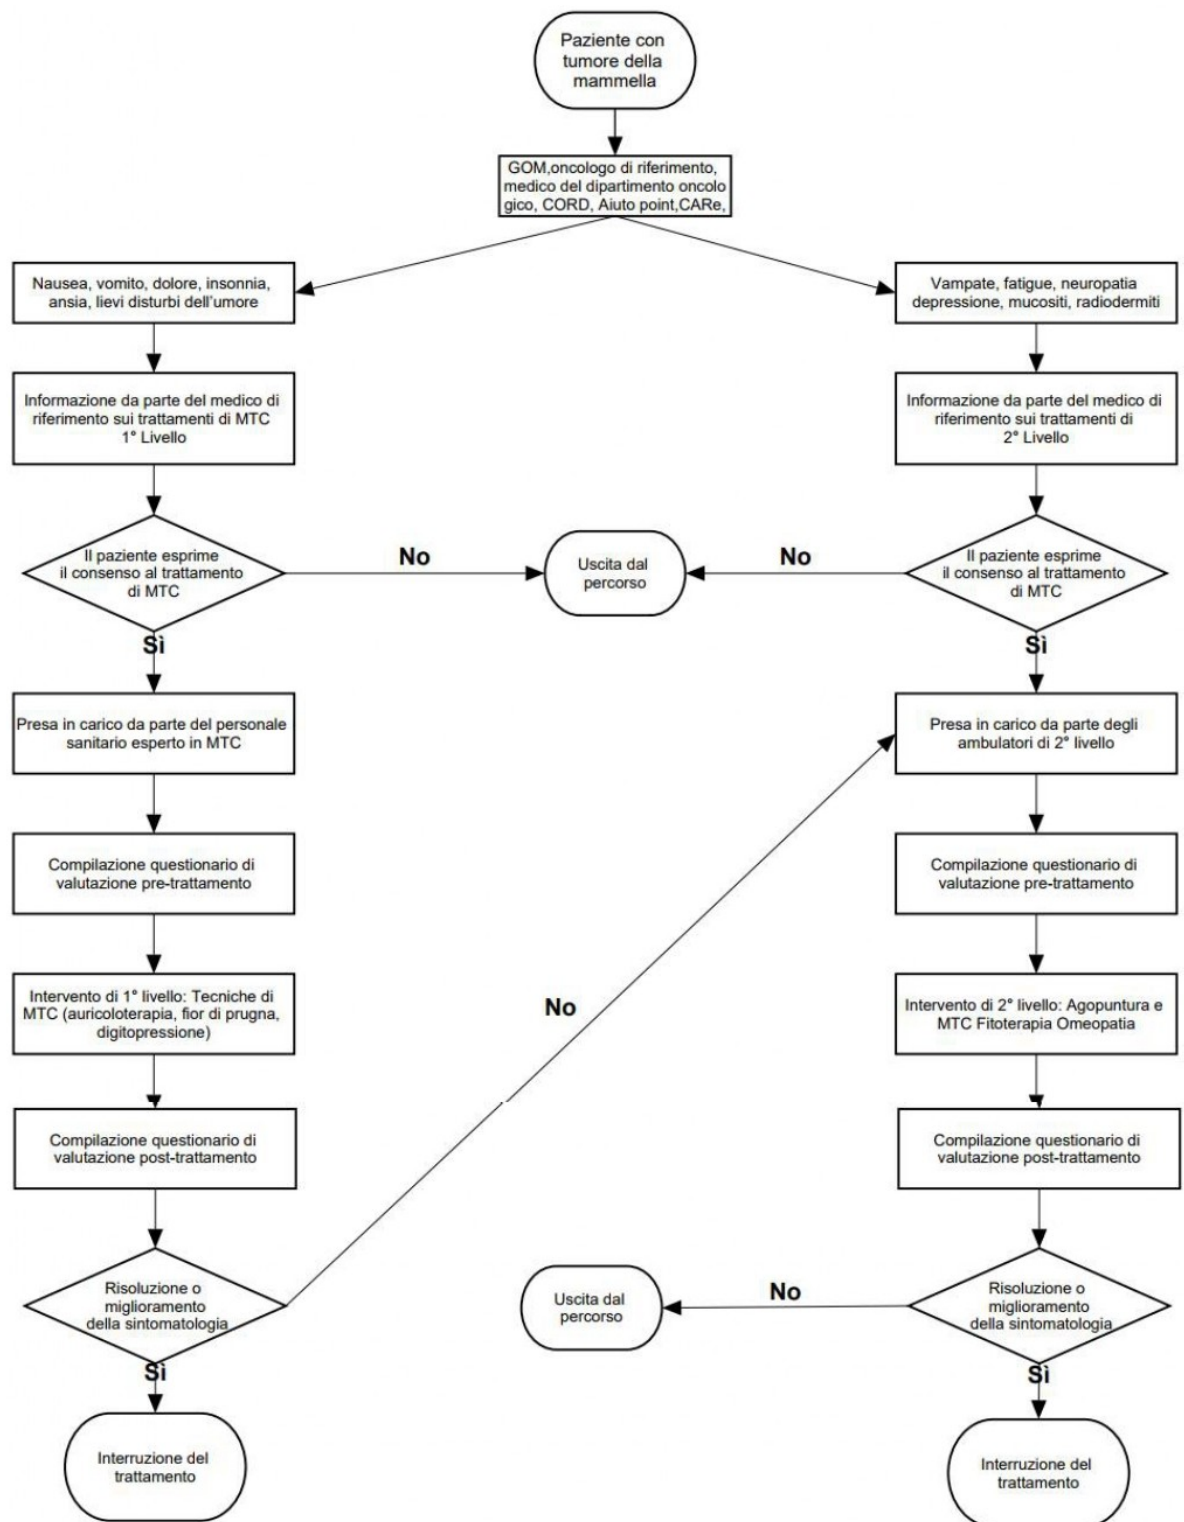 Paziente con
tumore della
mammella
GOM,oncologo di riferimento,
medico del dipartimento oncolo
gico, CORD, Aiuto point,CARe,
Nausea, vomito, dolore, insonnia,
ansia, lievi disturbi dell'umore
Vampate, fatigue, neuropatia
depressione, mucositi, radiodermiti
Informazione da parte del medico di
riferimento sui trattamenti di MTC
1° Livello
Informazione da parte del medico di
riferimento sui trattamenti di
2° Livello
Il paziente esprime
il consenso al trattamento
di MTC
No
Uscita dal
percorso
No
Il paziente esprime
il consenso al trattamento
di MTC
Sì
Sì
Presa in carico da parte del personale
sanitario esperto in MTC
Presa in carico da parte degli
ambulatori di 2° livello
Compilazione questionario di
valutazione pre-trattamento
Compilazione questionario di
valutazione pre-trattamento
Intervento di 1° livello: Tecniche di
MTC (auricoloterapia, fior di prugna,
digitopressione)
No
Intervento di 2° livello: Agopuntura e
MTC Fitoterapia Omeopatia
Compilazione questionario di
valutazione post-trattamento
Compilazione questionario di
valutazione post-trattamento
Risoluzione o
miglioramento
della sintomatologia
Uscita dal
percorso
No
Risoluzione o
miglioramento
della sintomatologia
Sì
Sì
Interruzione del
trattamento
Interruzione del
trattamento